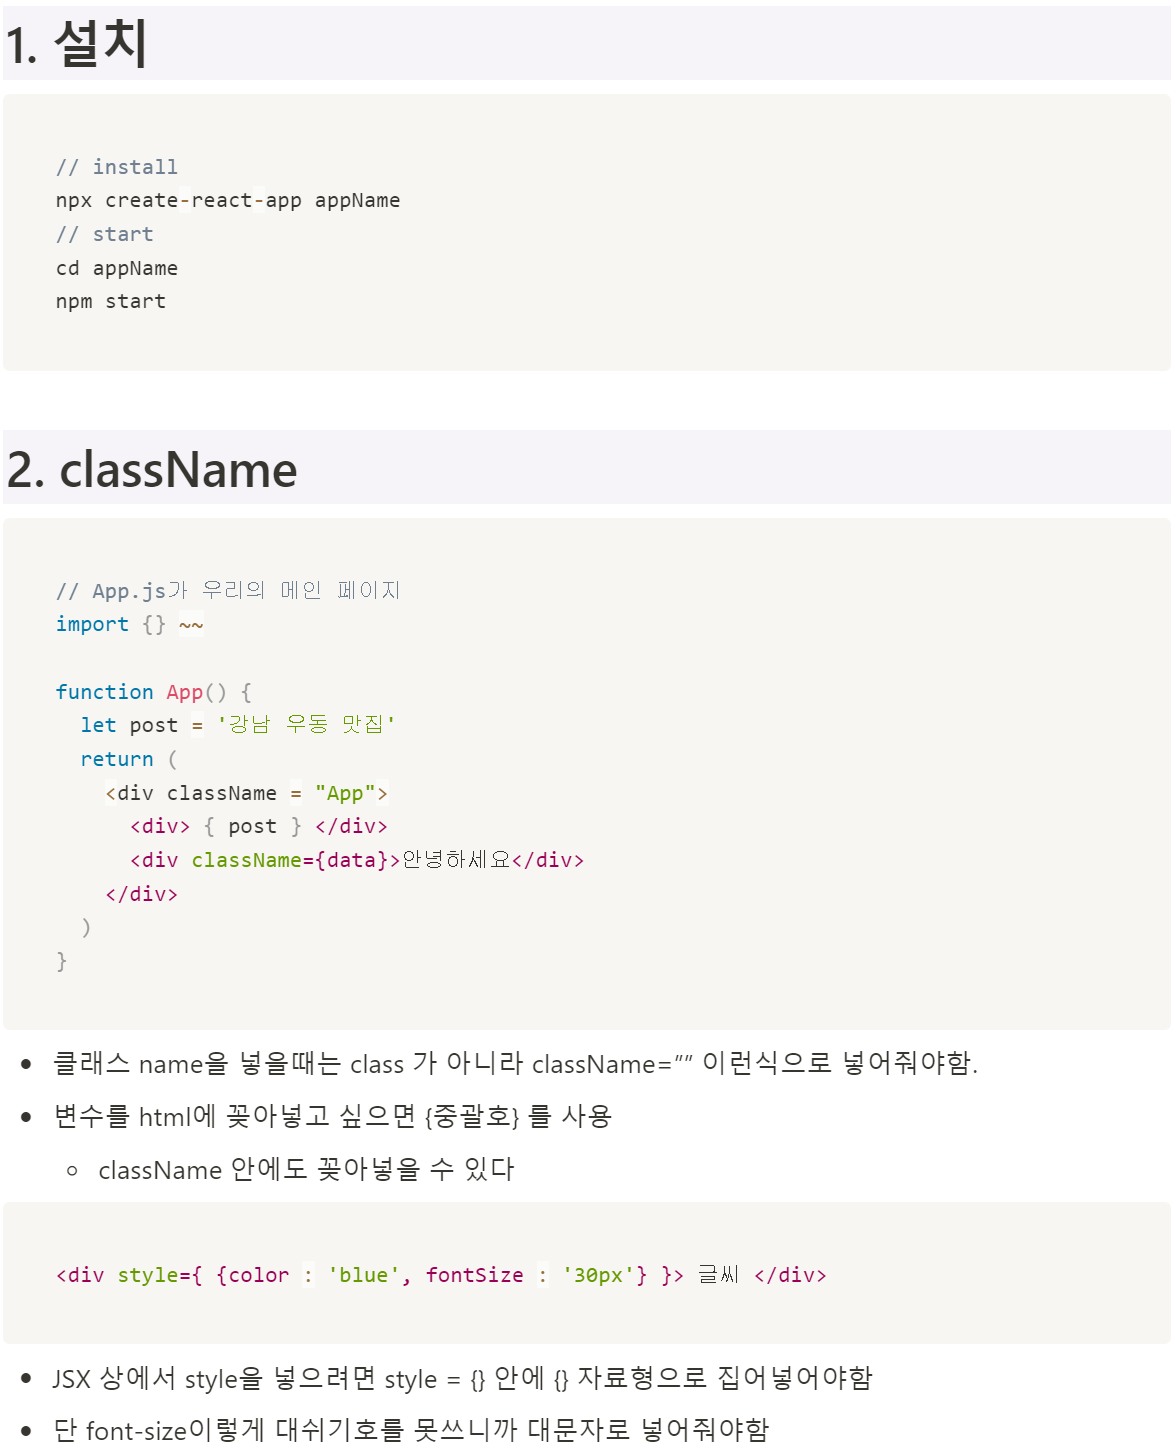 1. 설치
// install
npx create-react-app appName
// start
cd appName
npm start
2. className
// App.js가 우리의 메인 페이지
import {} ~~
function App() {
let post = '강남 우동 맛집'
return (
<div className = "App">
<div> { post } </div>
<div className={data}>안녕하세요</div>
</div>
)
}
• 클래스 name을 넣을때는 class 가 아니라 className=”” 이런식으로 넣어줘야함.
• 변수를 html에 꽂아넣고 싶으면 {중괄호} 를 사용
◦ className 안에도 꽂아넣을 수 있다
<div style={ {color : 'blue', fontSize : '30px'} }> 글씨 </div>
• JSX 상에서 style을 넣으려면 style = {} 안에 {} 자료형으로 집어넣어야함
• 단 font-size이렇게 대쉬기호를 못쓰니까 대문자로 넣어줘야함